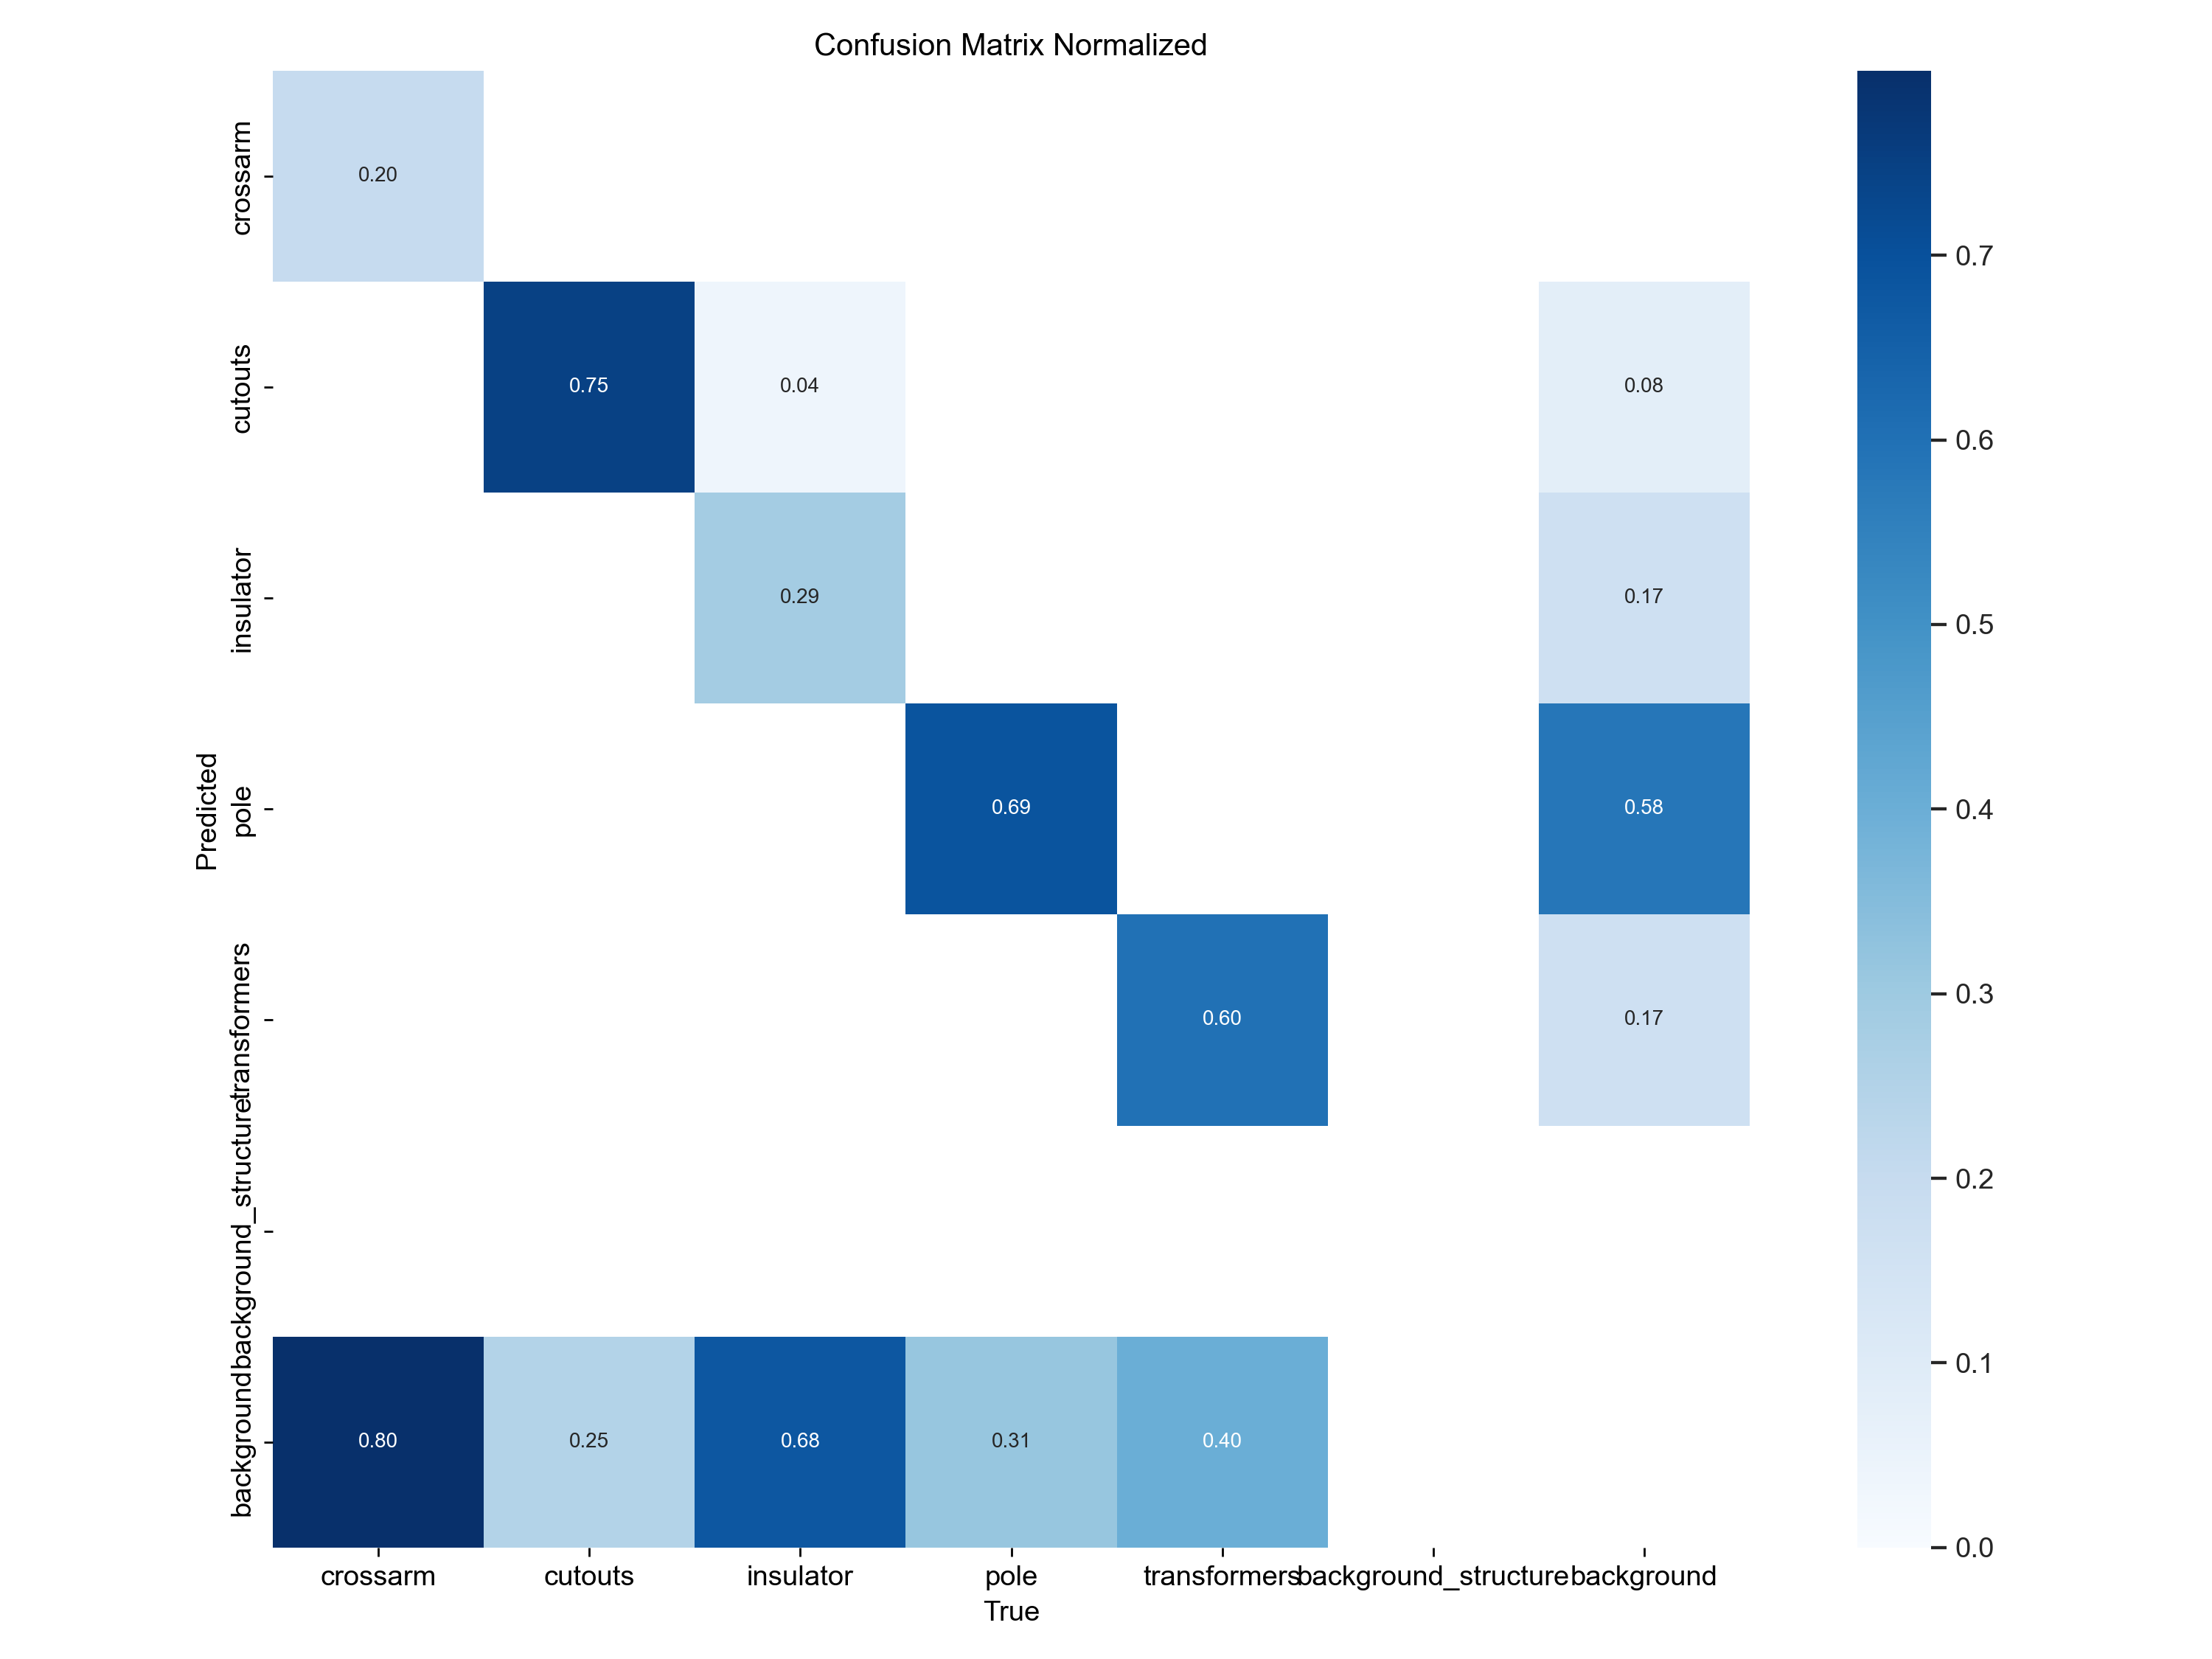 Confusion Matrix Normalized
crossarm
0.20
0.7
cutouts
0.75 0.04 0.08
0.6
insulator
0.29 0.17
0.5
Predicted
pole
0.69 0.58
0.4
transformers
0.60 0.17
0.3
background_structure
0.2
background
0.80 0.25 0.68 0.31 0.40
0.1
0.0
crossarm cutouts insulator pole transformers background_structure background
True